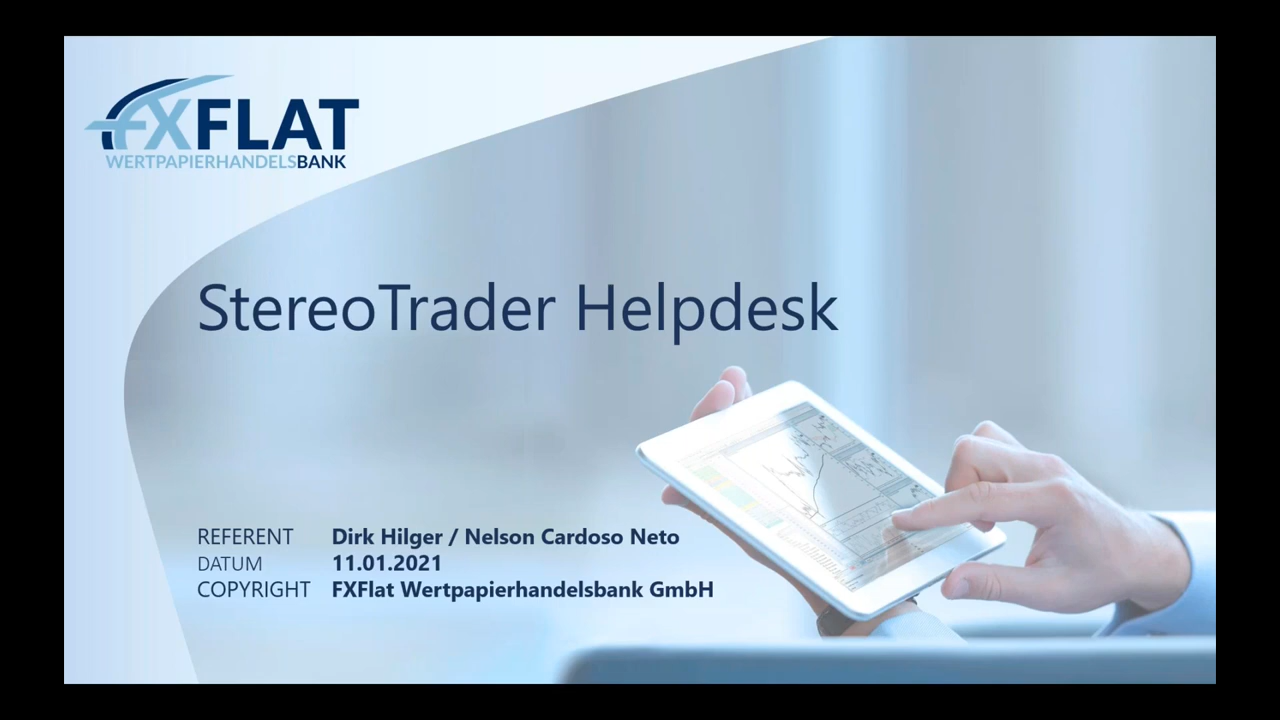 FXFLAT
WERTPAPIERHANDELSBANK
StereoTrader Helpdesk
REFERENT Dirk Hilger / Nelson Cardoso Neto
DATUM 11.01.2021
COPYRIGHT FXFlat Wertpapierhandelsbank GmbH